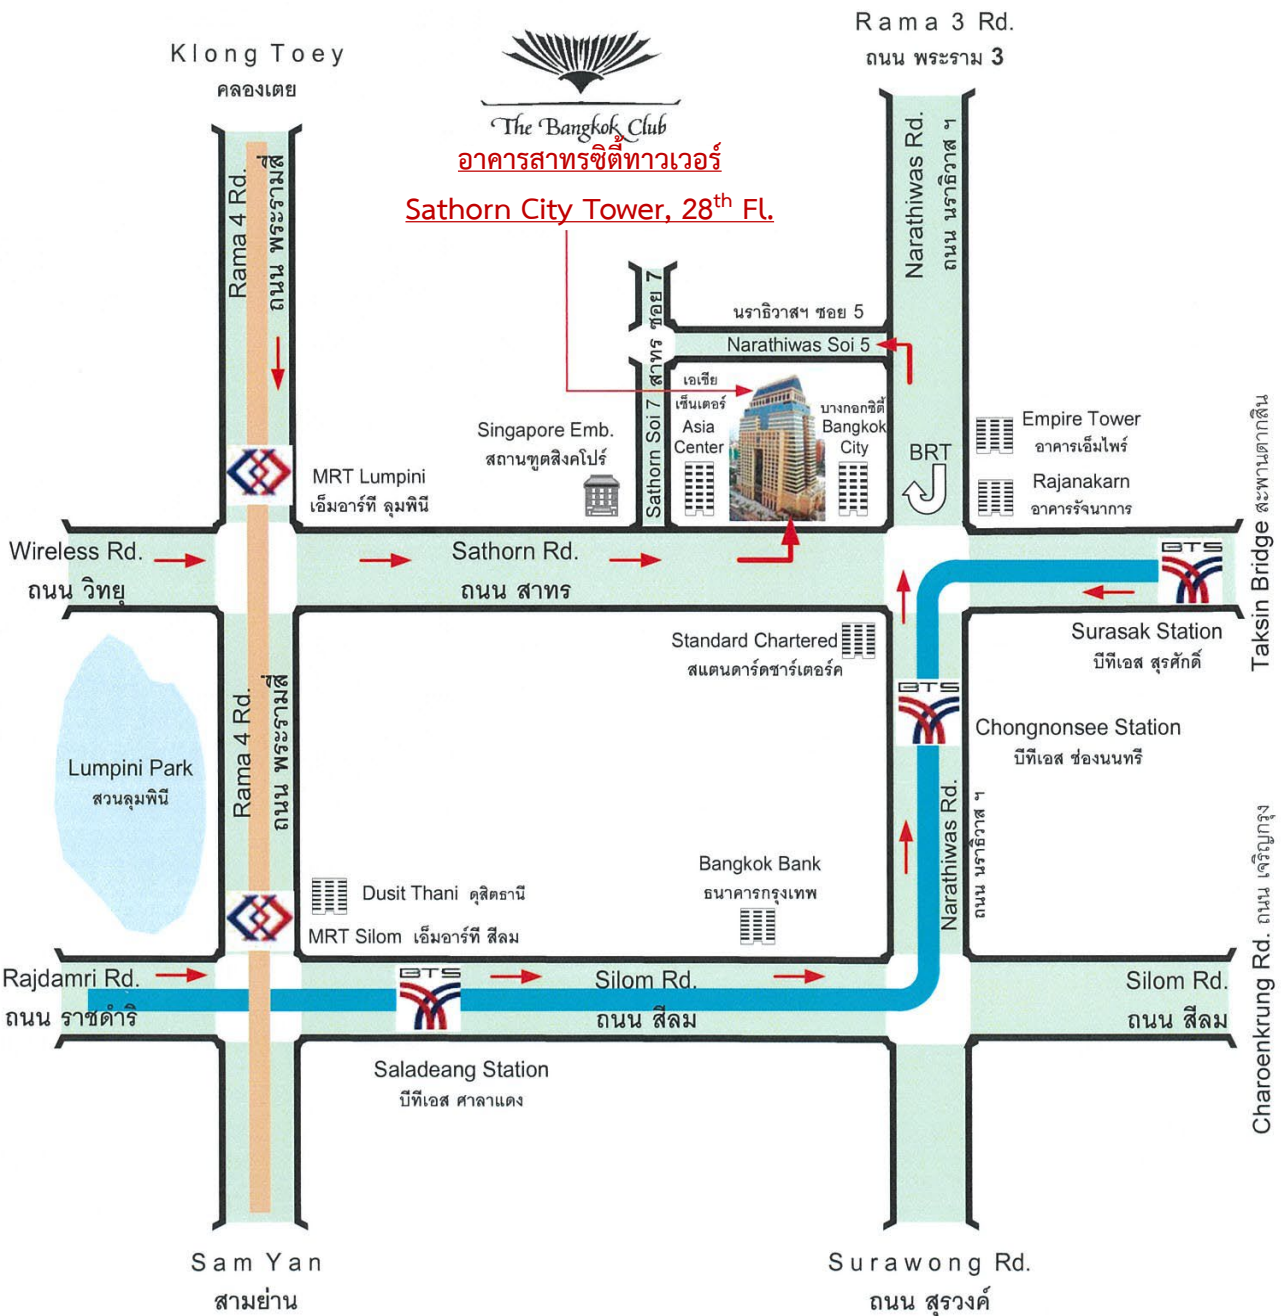 Klong Toey
คลองเตย
The Bangkok Club
อาคารสาทรซิตี้ทาวเวอร์
Sathorn City Tower, 28th Fl.
Rama 3 Rd.
ถนน พระราม 3
Rama 4 Rd.
ถนน พระรามสี่
Narathiwas Rd.
ถนน นราธิวาส ฯ
Sathorn Soi 7 สาทร ซอย 7
นราธิวาสฯ ซอย 5
Narathiwas Soi 5
เอเชีย
เซ็นเตอร์
Asia
Center
บางกอกซิตี้
Bangkok
City
Singapore Emb.
สถานฑูตสิงคโปร์
BRT
Empire Tower
อาคารเอ็มไพร์
Rajanakarn
อาคารรัจนาการ
MRT Lumpini
เอ็มอาร์ที ลุมพินี
Wireless Rd.
ถนน วิทยุ
Sathorn Rd.
ถนน สาทร
BTS
Taksin Bridge สะพานตากสิน
Surasak Station
บีทีเอส สุรศักดิ์
Standard Chartered
สแตนดาร์ดชาร์เตอร์ค
BTS
Chongnonsee Station
บีทีเอส ช่องนนทรี
Rama 4 Rd.
ถนน พระรามสี่
Lumpini Park
สวนลุมพินี
Narathiwas Rd.
ถนน นราธิวาส ฯ
Bangkok Bank
ธนาคารกรุงเทพ
Dusit Thani ดุสิตธานี
MRT Silom เอ็มอาร์ที สีลม
Rajdamri Rd.
ถนน ราชดำริ
BTS
Silom Rd.
ถนน สีลม
Silom Rd.
ถนน สีลม
Charoenkrung Rd. ถนน เจริญกรุง
Saladeang Station
บีทีเอส ศาลาแดง
Sam Yan
สามย่าน
Surawong Rd.
ถนน สุรวงค์